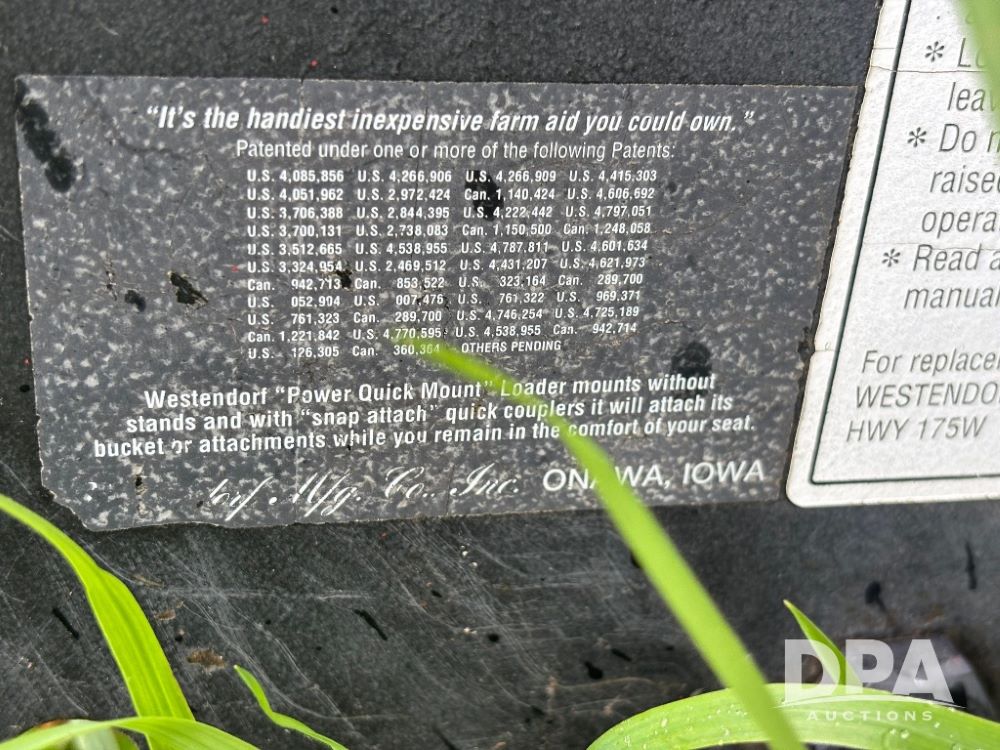 "It's the handiest inexpensive farm aid you could own."
Patented under one or more of the following Patents:
U.S. 4,085,856 U.S. 4,266,906 U.S. 4,266,909 U.S. 4,415,303
U.S. 4,051,962 U.S. 2,972,424 Can. 1,140,424 U.S. 4,606,692
U.S. 3,706,388 U.S. 2,844,395 U.S. 4,222,442 U.S. 4,797,051
U.S. 3,700,131 U.S. 2,738,083 Can. 1,150,500 Can. 1,248,058
U.S. 3,512,665 U.S. 4,538,955 U.S. 4,787,811 U.S. 4,601,634
U.S. 3,324,954 U.S. 2,469,512 U.S. 4,431,207 U.S. 4,621,973
Can. 942,713 Can. 853,522 U.S. 323,164 Can. 289,700
U.S. 052,904 U.S. 007,475 U.S. 761,322 U.S. 969,371
U.S. 761,323 Can. 289,700 U.S. 4,746,254 U.S. 4,725,189
Can. 1,221,842 U.S. 4,770,595 U.S. 4,538,955 Can. 942,714
U.S. 126,305 Can. 360,364 OTHERS PENDING
Westendorf "Power Quick Mount" Loader mounts without
stands and with "snap attach" quick couplers it will attach its
bucket or attachments while you remain in the comfort of your seat.
Mfg. Co., Inc. ONAWA, IOWA
* Lo
leav
* Do n
raised
opera
* Read a
manual
For replace
WESTENDO
HWY 175W
DPA
AUCTIONS